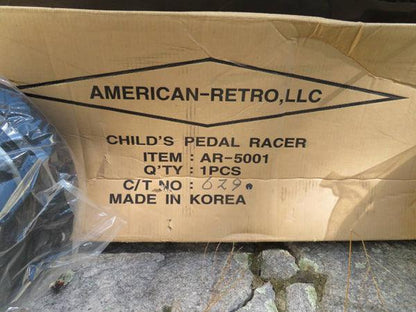 AMERICAN-RETRO,LLC
CHILD'S PEDAL RACER
ITEM : AR-5001
Q'TY : 1PCS
C/T NO : 629
MADE IN KOREA